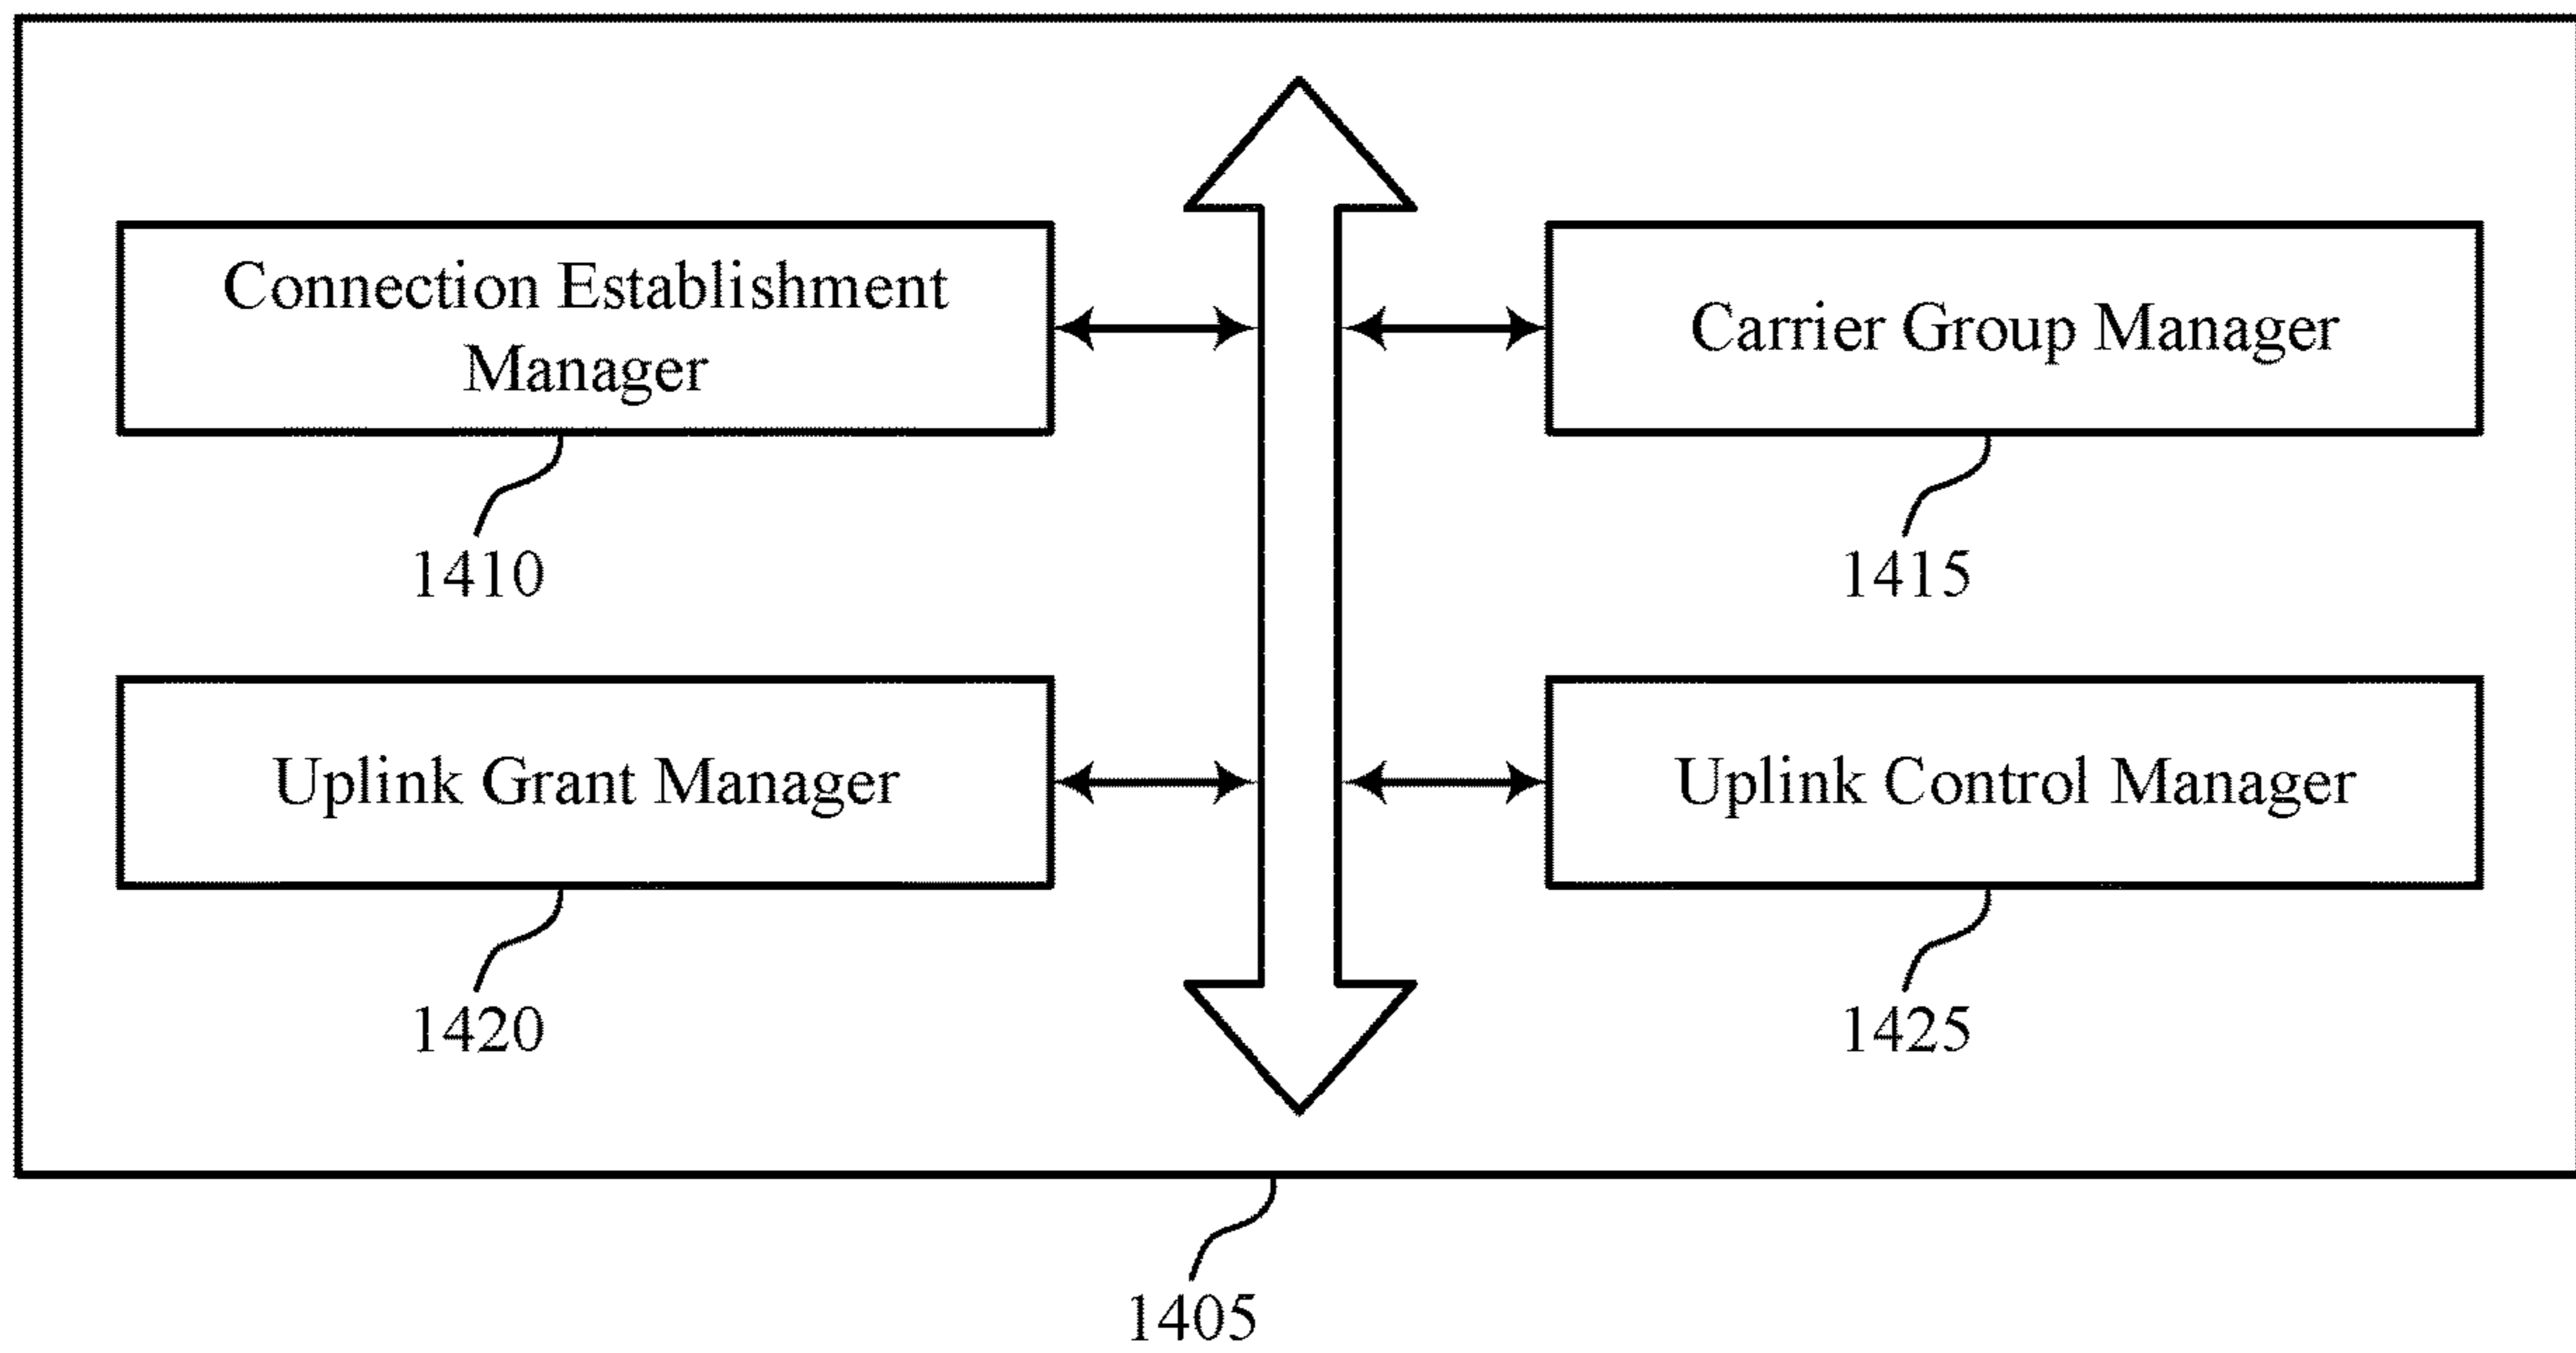 Connection Establishment
Manager
Carrier Group Manager
1410
1415
Uplink Grant Manager
Uplink Control Manager
1420
1425
1405